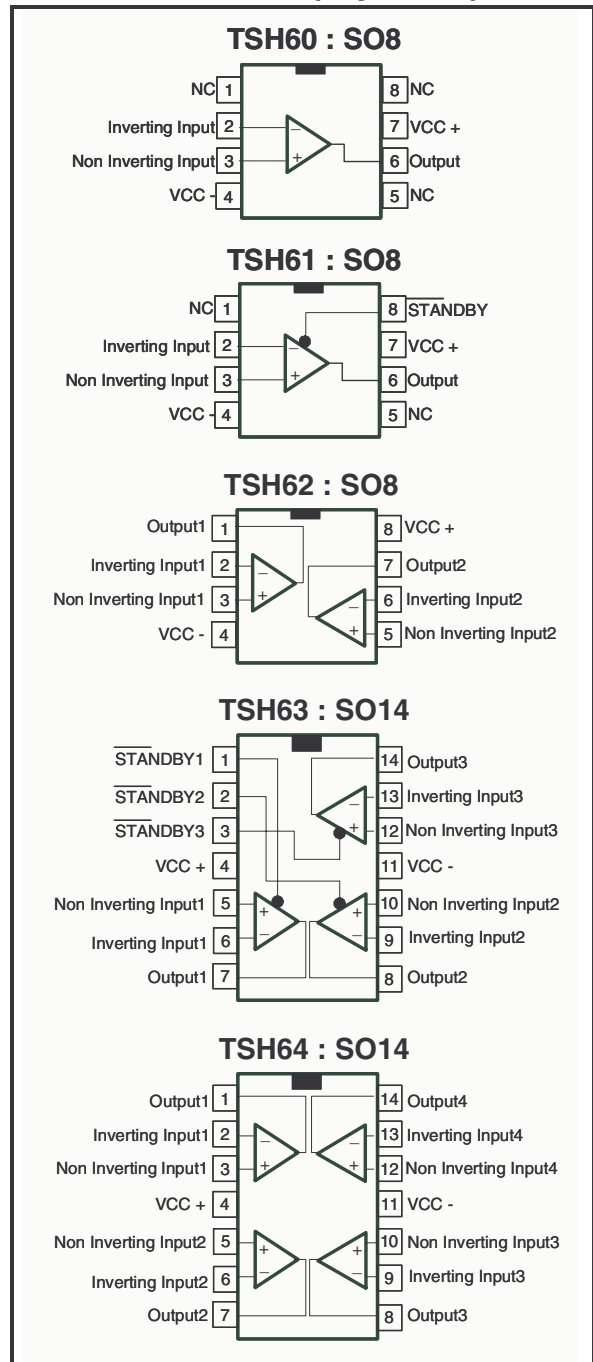 TSH60 : SO8
NC 1 8 NC
Inverting Input 2 − 7 VCC +
Non Inverting Input 3 + 6 Output
VCC - 4 5 NC
TSH61 : SO8
NC 1 8 STANDBY
Inverting Input 2 − 7 VCC +
Non Inverting Input 3 + 6 Output
VCC - 4 5 NC
TSH62 : SO8
Output1 1 8 VCC +
Inverting Input1 2 − 7 Output2
Non Inverting Input1 3 + − 6 Inverting Input2
VCC - 4 + 5 Non Inverting Input2
TSH63 : SO14
STANDBY1 1 14 Output3
STANDBY2 2 − 13 Inverting Input3
STANDBY3 3 + 12 Non Inverting Input3
VCC + 4 11 VCC -
Non Inverting Input1 5 + + 10 Non Inverting Input2
Inverting Input1 6 − − 9 Inverting Input2
Output1 7 8 Output2
TSH64 : SO14
Output1 1 14 Output4
Inverting Input1 2 − − 13 Inverting Input4
Non Inverting Input1 3 + + 12 Non Inverting Input4
VCC + 4 11 VCC -
Non Inverting Input2 5 + + 10 Non Inverting Input3
Inverting Input2 6 − − 9 Inverting Input3
Output2 7 8 Output3